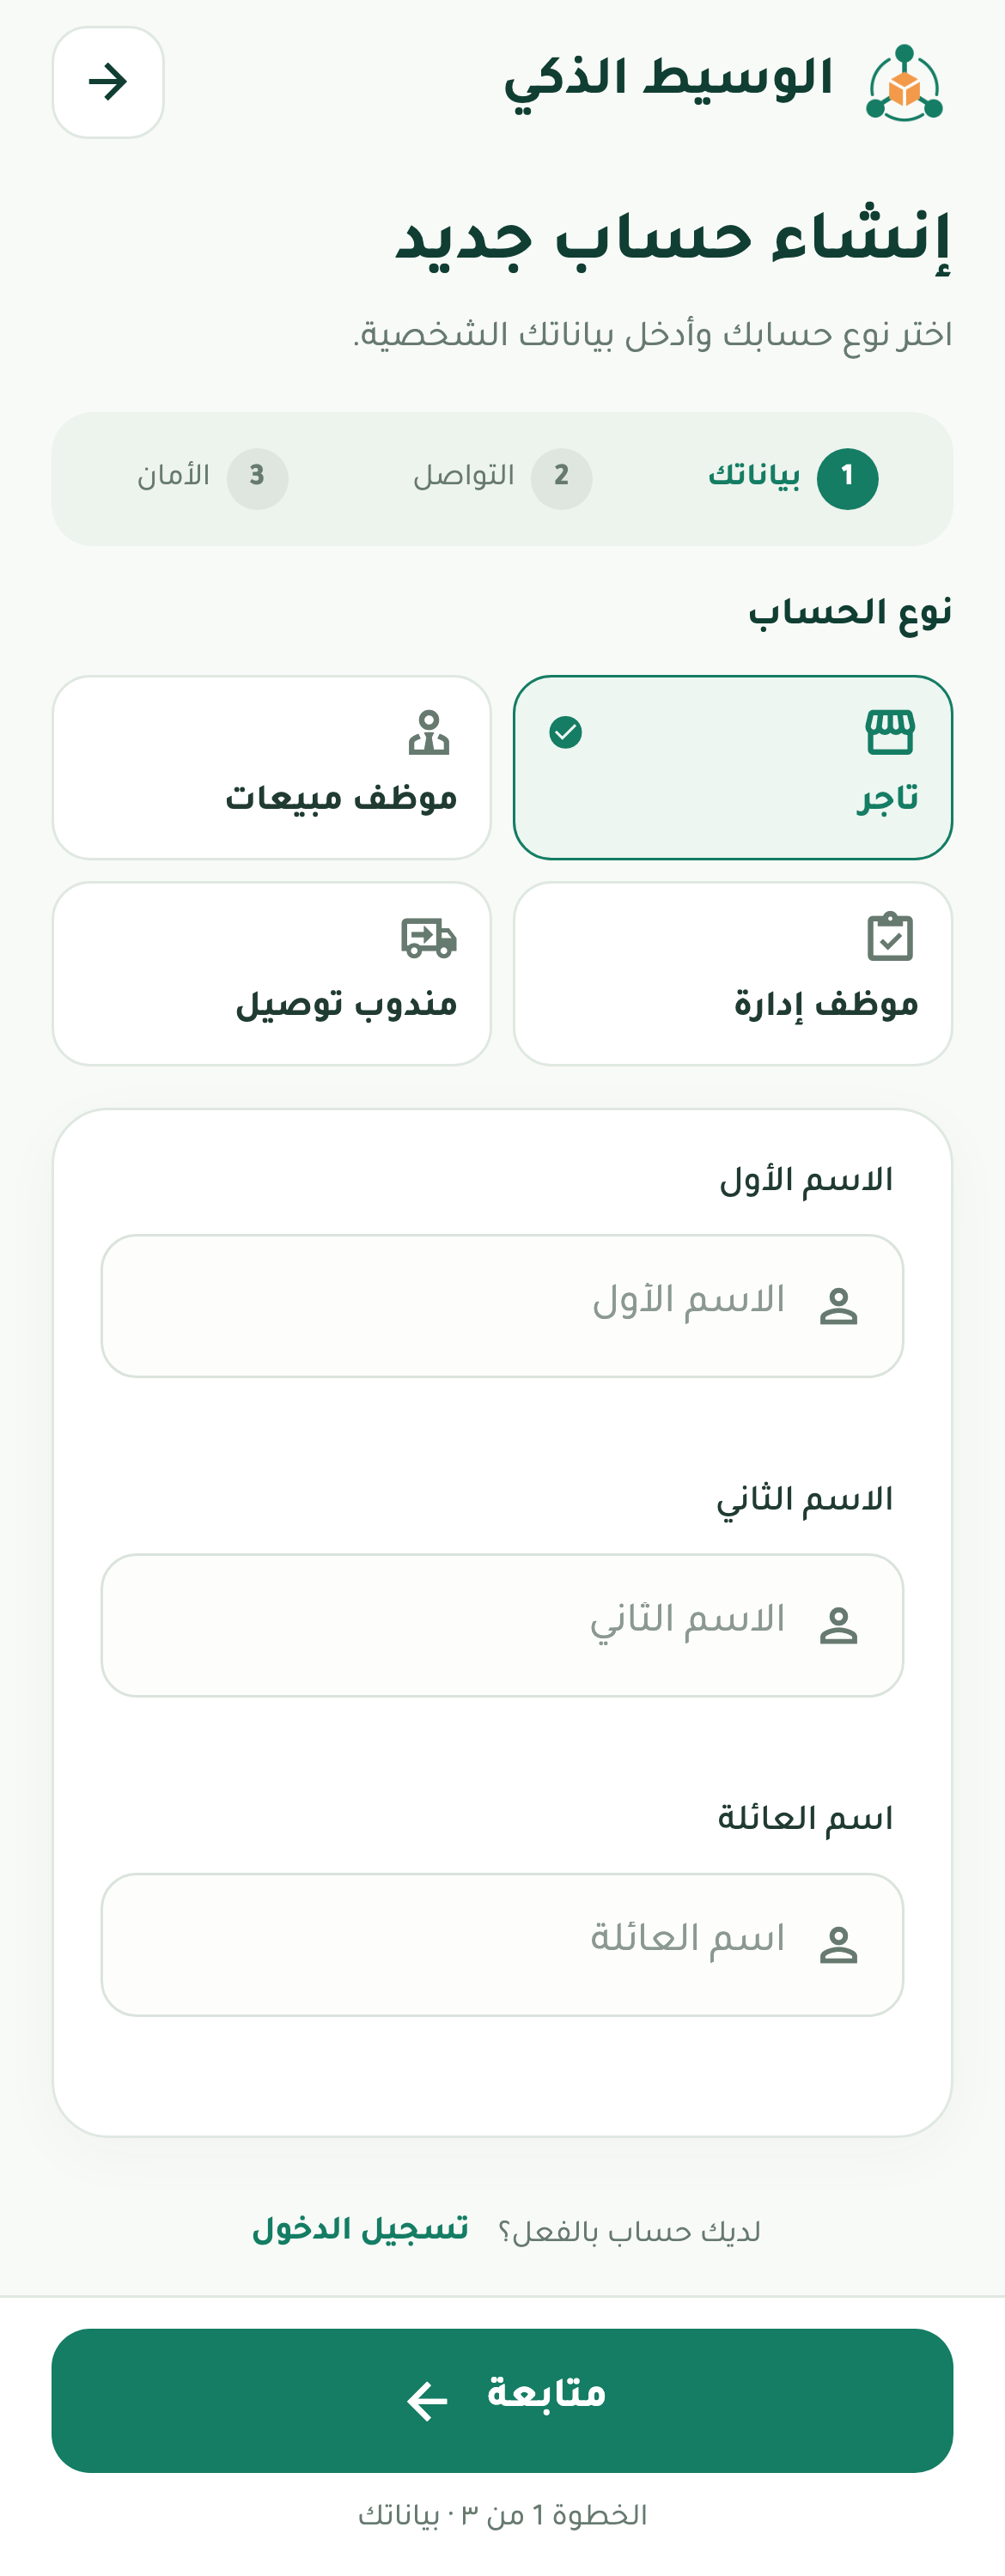 الوسيط الذكي
إنشاء حساب جديد
اختر نوع حسابك وأدخل بياناتك الشخصية.
1 بياناتك
2 التواصل
3 الأمان
نوع الحساب
تاجر
موظف مبيعات
موظف إدارة
مندوب توصيل
الاسم الأول
الاسم الأول
الاسم الثاني
الاسم الثاني
اسم العائلة
اسم العائلة
لديك حساب بالفعل؟ تسجيل الدخول
متابعة
الخطوة 1 من ٣ · بياناتك